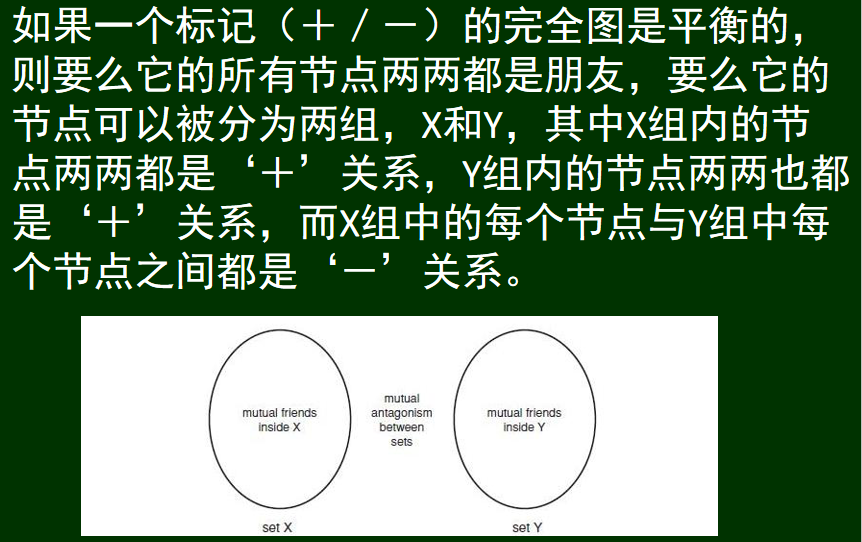 如果一个标记（＋／－）的完全图是平衡的，
则要么它的所有节点两两都是朋友，要么它的
节点可以被分为两组，X和Y，其中X组内的节
点两两都是‘＋’关系，Y组内的节点两两也都
是‘＋’关系，而X组中的每个节点与Y组中每
个节点之间都是‘－’关系。
mutual friends
inside X
mutual
antagonism
between
sets
mutual friends
inside Y
set X
set Y